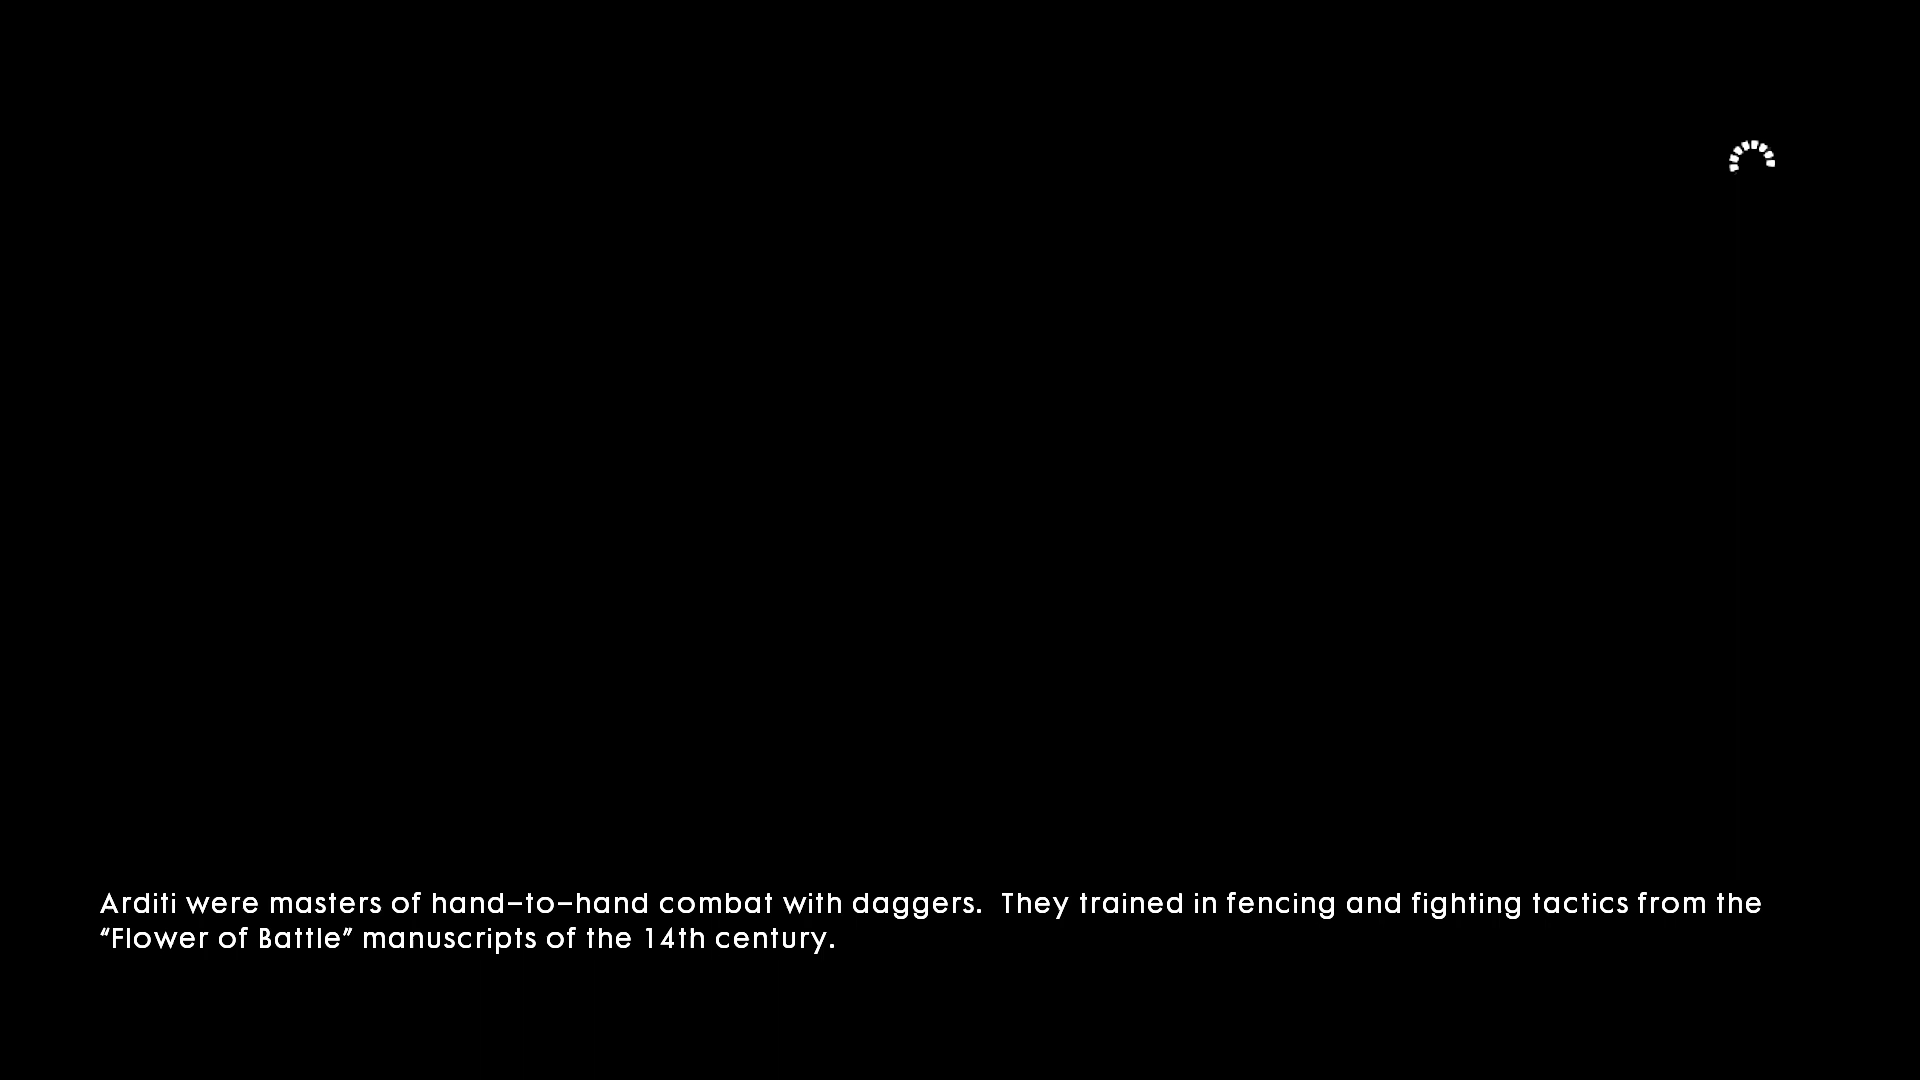 Arditi were masters of hand-to-hand combat with daggers.  They trained in fencing and fighting tactics from the
“Flower of Battle” manuscripts of the 14th century.